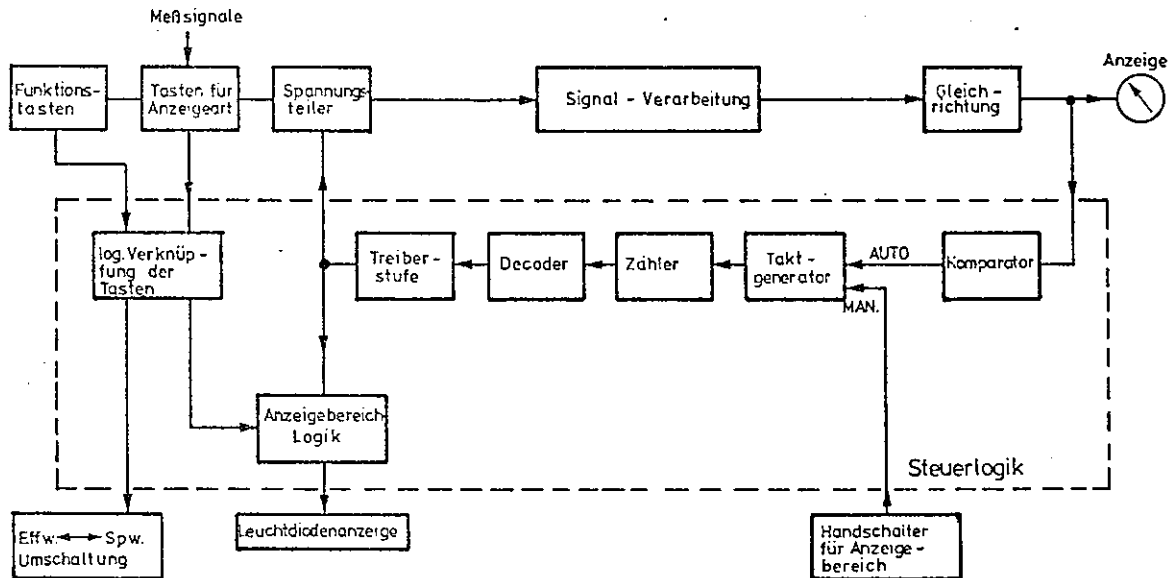 Meßsignale
Anzeige
Funktions-
tasten
Tasten für
Anzeigeart
Spannungs-
teiler
Signal - Verarbeitung
Gleich-
richtung
log. Verknüp-
fung der
Tasten
Treiber-
stufe
Decoder
Zähler
Takt-
generator
AUTO
MAN.
Komparator
Anzeigebereich
Logik
Steuerlogik
Effw. Spw.
Umschaltung
Leuchtdiodenanzeige
Handschalter
für Anzeige-
bereich